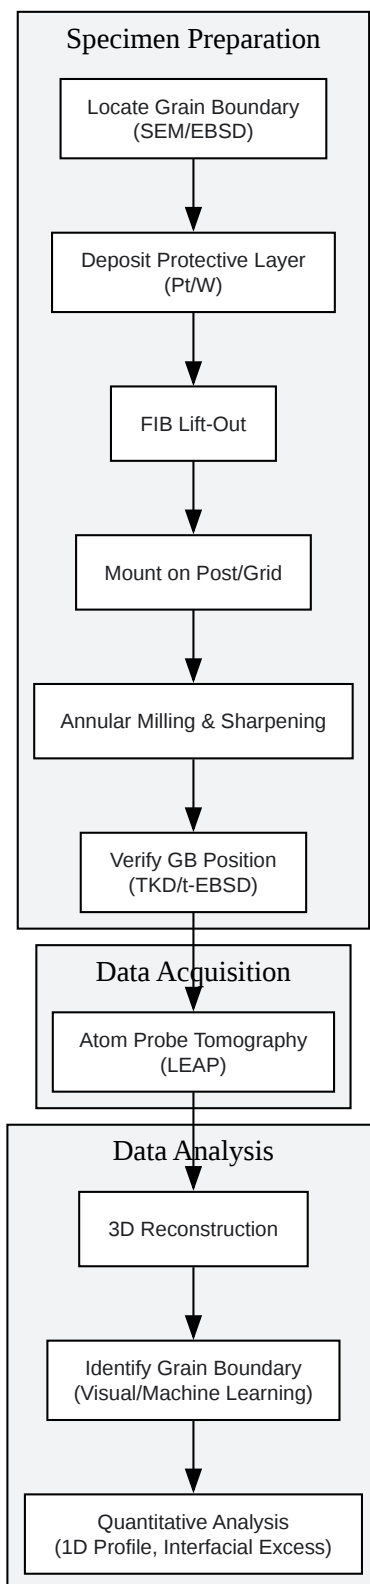 Specimen Preparation
Locate Grain Boundary
(SEM/EBSD)
Deposit Protective Layer
(Pt/W)
FIB Lift-Out
Mount on Post/Grid
Annular Milling & Sharpening
Verify GB Position
(TKD/t-EBSD)
Data Acquisition
Atom Probe Tomography
(LEAP)
Data Analysis
3D Reconstruction
Identify Grain Boundary
(Visual/Machine Learning)
Quantitative Analysis
(1D Profile, Interfacial Excess)